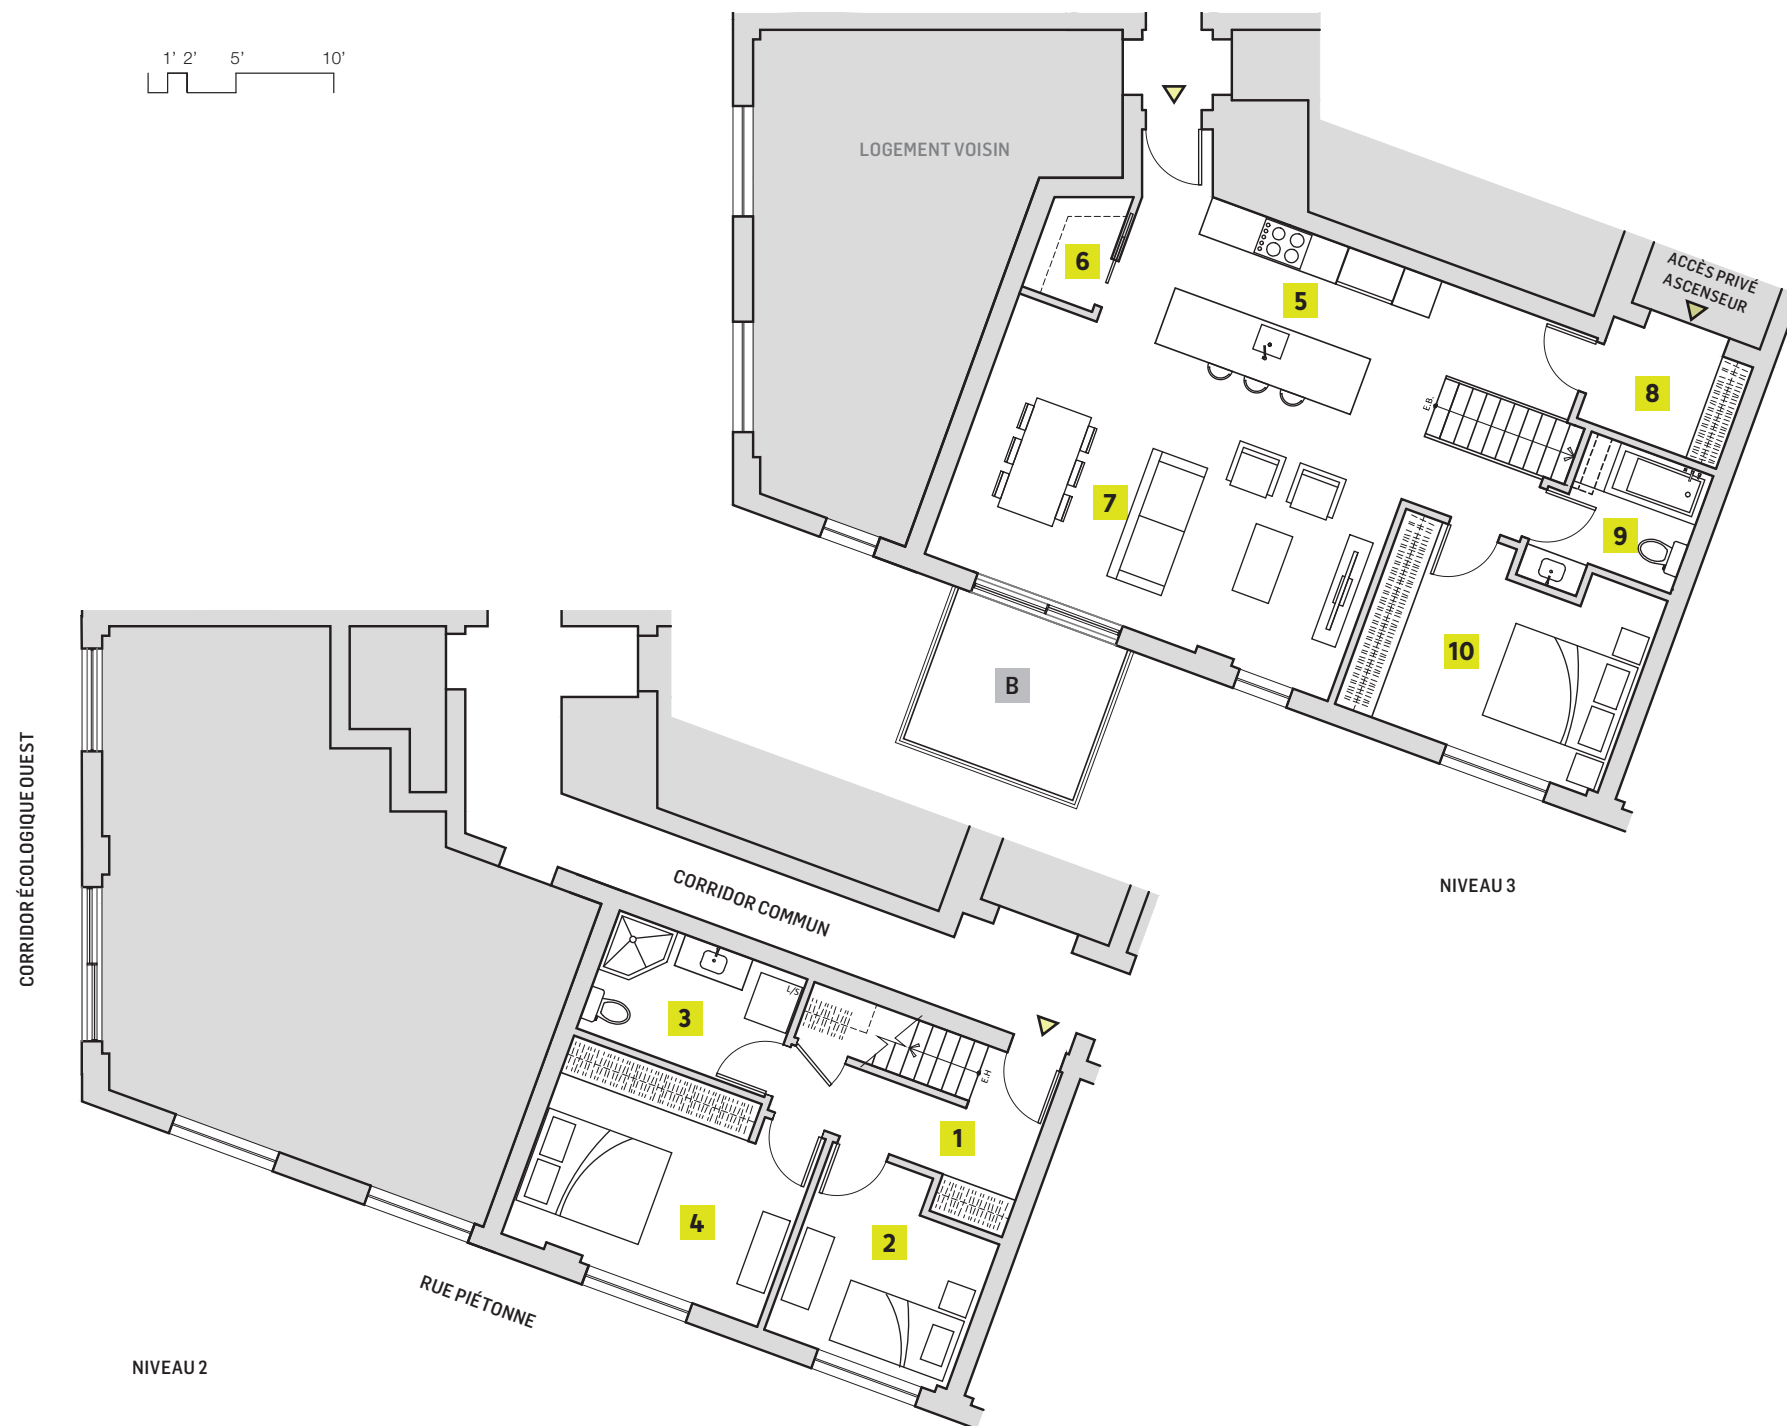 1' 2' 5' 10'
LOGEMENT VOISIN
6
5
ACCÈS PRIVÉ
ASCENSEUR
8
E.B.
7
9
10
B
NIVEAU 3
CORRIDOR ÉCOLOGIQUE OUEST
CORRIDOR COMMUN
L/S
3
E.H
1
4
2
RUE PIÉTONNE
NIVEAU 2